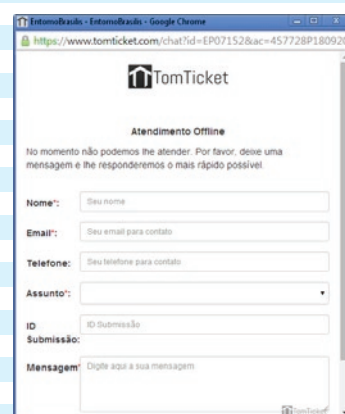 EntomoBrasilis - EntomoBrasilis - Google Chrome
https://www.tomticket.com/chat?id=EP07152&ac=457728P180920
TomTicket
Atendimento Offline
No momento não podemos lhe atender. Por favor, deixe uma
mensagem e lhe responderemos o mais rápido possível.
Nome*: Seu nome
Email*: Seu email para contato
Telefone: Seu telefone para contato
Assunto*:
ID ID Submissão
Submissão:
Mensagem* Digite aqui a sua mensagem
TomTicket